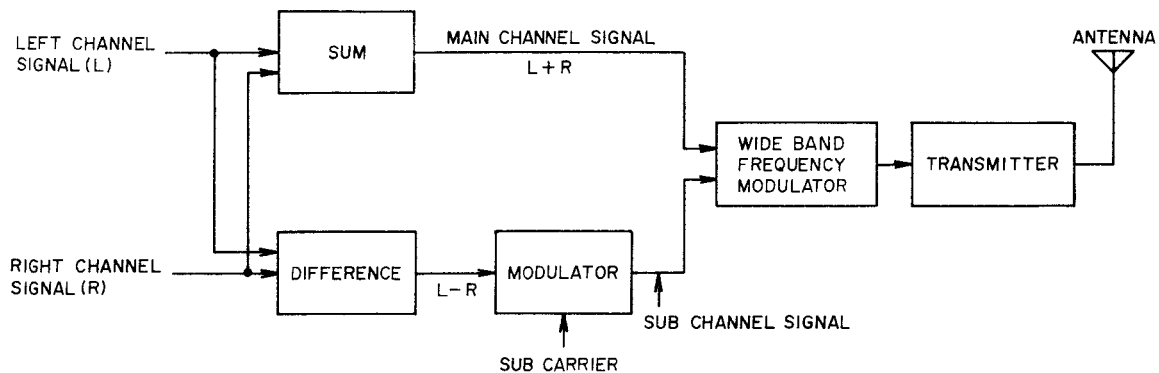 LEFT CHANNEL
SIGNAL (L)
SUM
MAIN CHANNEL SIGNAL
L+R
ANTENNA
WIDE BAND
FREQUENCY
MODULATOR
TRANSMITTER
RIGHT CHANNEL
SIGNAL (R)
DIFFERENCE
L-R
MODULATOR
SUB CHANNEL SIGNAL
SUB CARRIER